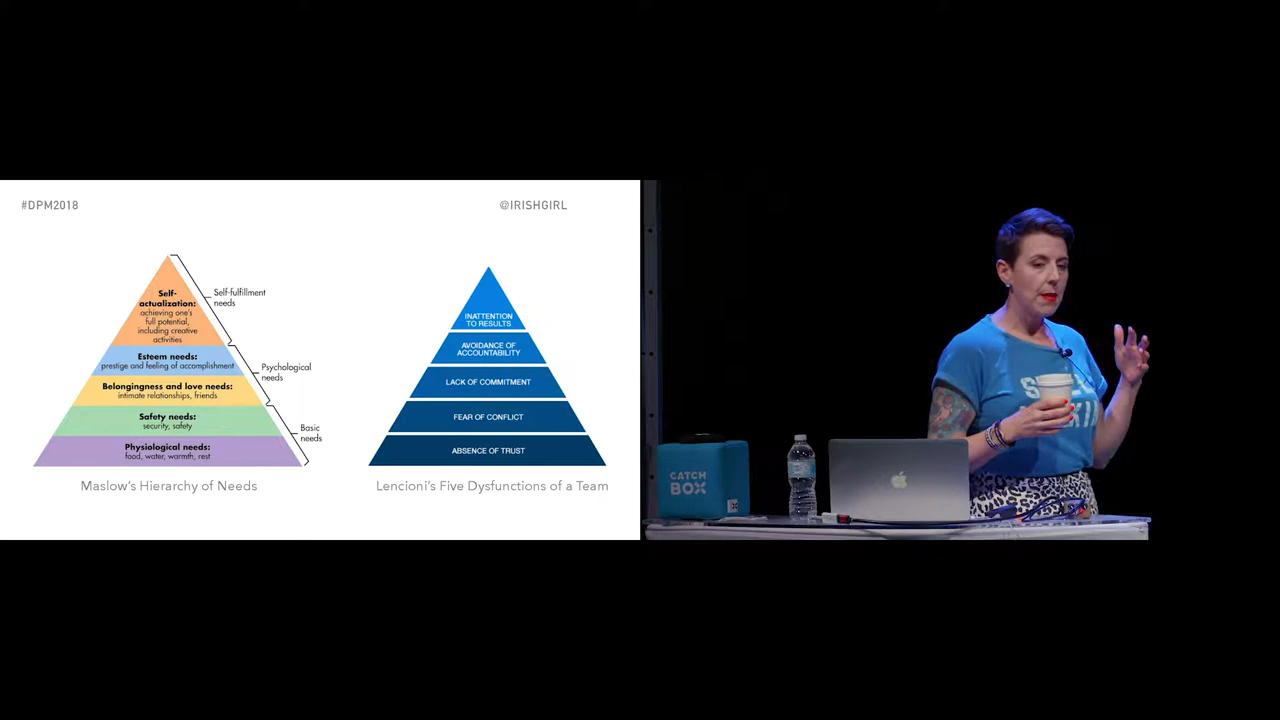 #DPM2018
@IRISHGIRL
Self-
actualization:
achieving one's
full potential,
including creative
activities
Esteem needs:
prestige and feeling of accomplishment
Belongingness and love needs:
intimate relationships, friends
Safety needs:
security, safety
Physiological needs:
food, water, warmth, rest
Self-fulfillment
needs
Psychological
needs
Basic
needs
Maslow's Hierarchy of Needs
INATTENTION
TO RESULTS
AVOIDANCE OF
ACCOUNTABILITY
LACK OF COMMITMENT
FEAR OF CONFLICT
ABSENCE OF TRUST
Lencioni's Five Dysfunctions of a Team
CATCH
BOX